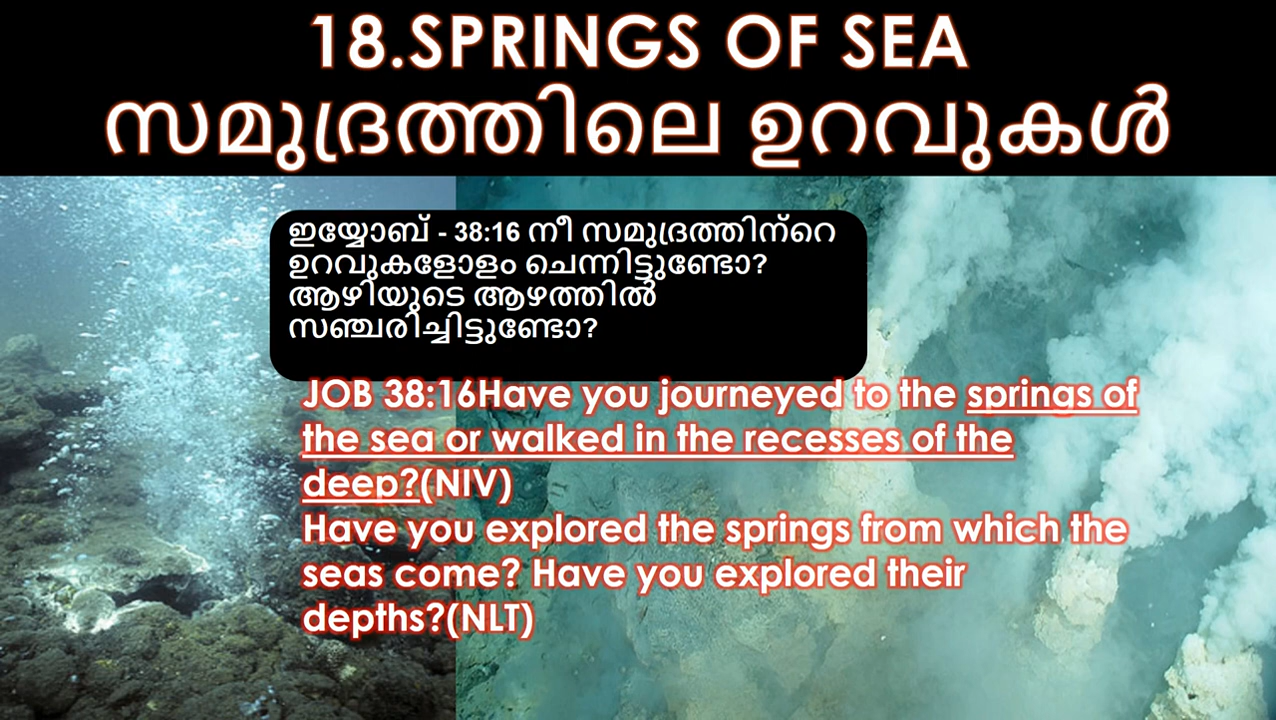 18.SPRINGS OF SEA
സമുദ്രത്തിലെ ഉറവുകൾ
ഇയ്യോബ് - 38:16 നീ സമുദ്രത്തിന്റെ
ഉറവുകളോളം ചെന്നിട്ടുണ്ടോ?
ആഴിയുടെ ആഴത്തിൽ
സഞ്ചരിച്ചിട്ടുണ്ടോ?
JOB 38:16Have you journeyed to the springs of
the sea or walked in the recesses of the
deep?(NIV)
Have you explored the springs from which the
seas come? Have you explored their
depths?(NLT)